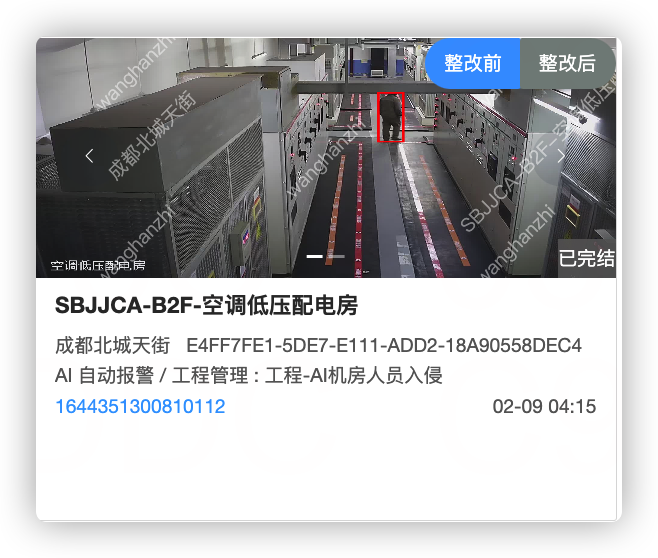 整改前 整改后
wanghanzhi
成都北城天街
wanghanzhi
SBJJCA-B2F-空调低压
wanghanzhi
wanghanzhi
空调低压配电房
已完结
SBJJCA-B2F-空调低压配电房
成都北城天街 E4FF7FE1-5DE7-E111-ADD2-18A90558DEC4
AI 自动报警 / 工程管理 : 工程-AI机房人员入侵
1644351300810112 02-09 04:15